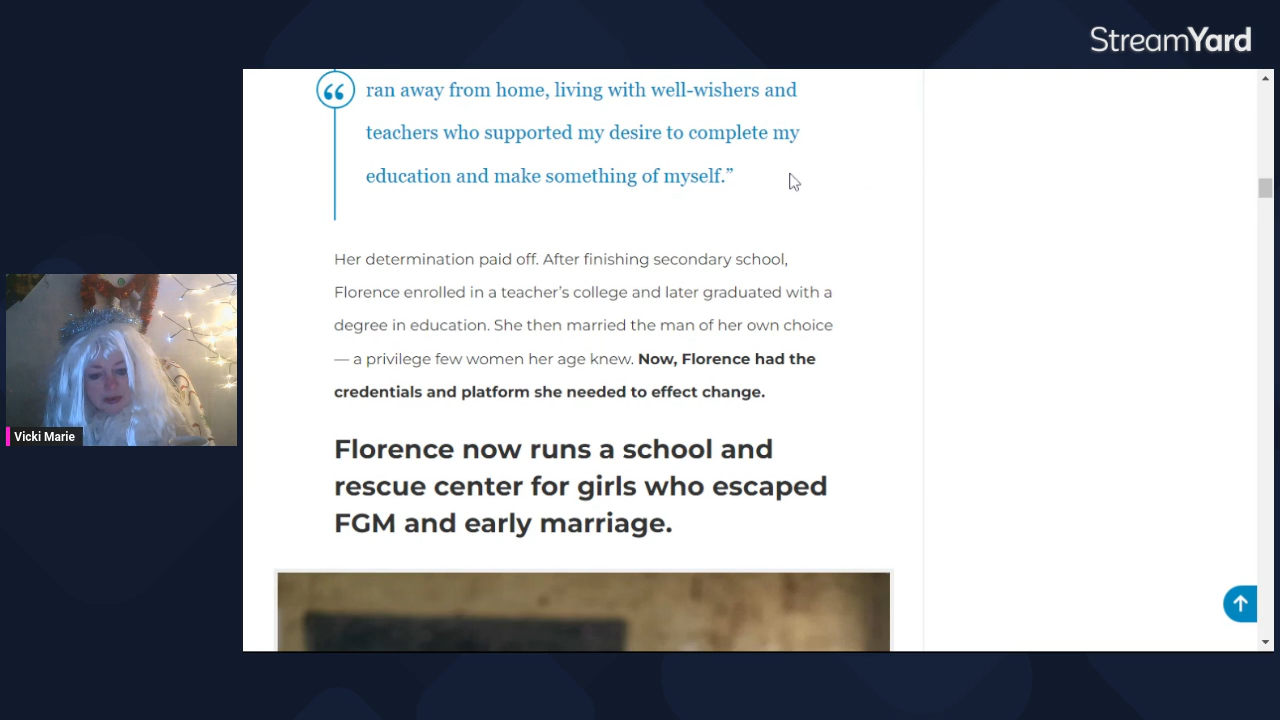 StreamYard
“
ran away from home, living with well-wishers and
teachers who supported my desire to complete my
education and make something of myself.”
Her determination paid off. After finishing secondary school,
Florence enrolled in a teacher’s college and later graduated with a
degree in education. She then married the man of her own choice
— a privilege few women her age knew. Now, Florence had the
credentials and platform she needed to effect change.
Vicki Marie
Florence now runs a school and
rescue center for girls who escaped
FGM and early marriage.